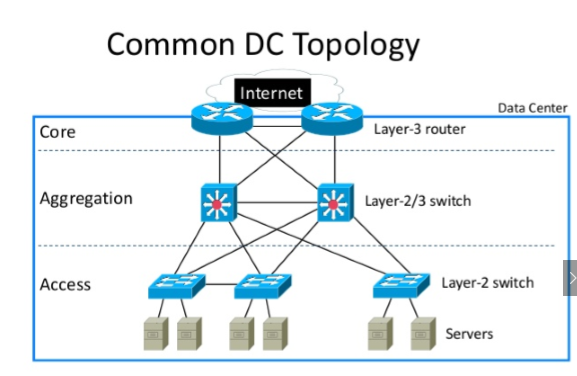 Common DC Topology
Internet
Data Center
Core
Layer-3 router
Aggregation
Layer-2/3 switch
Access
Layer-2 switch
Servers